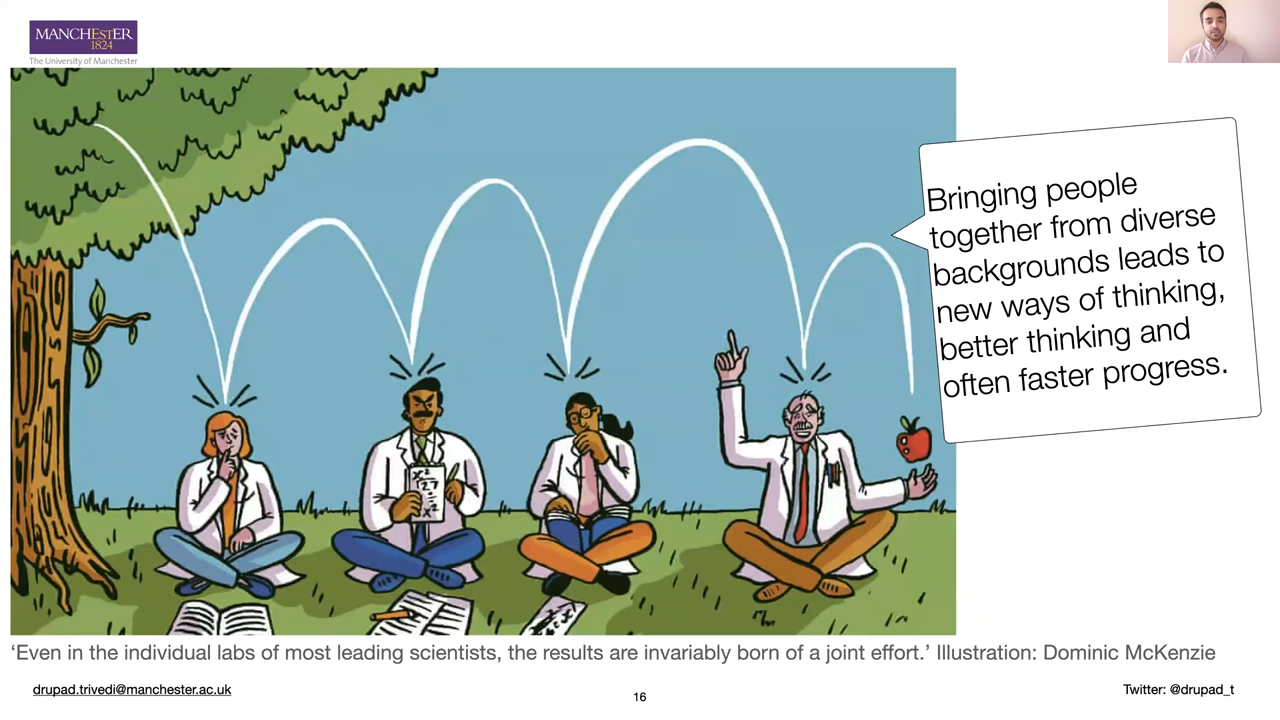 MANCHESTER
1824
The University of Manchester
Bringing people
together from diverse
backgrounds leads to
new ways of thinking,
better thinking and
often faster progress.
‘Even in the individual labs of most leading scientists, the results are invariably born of a joint effort.’ Illustration: Dominic McKenzie
drupad.trivedi@manchester.ac.uk
16
Twitter: @drupad_t